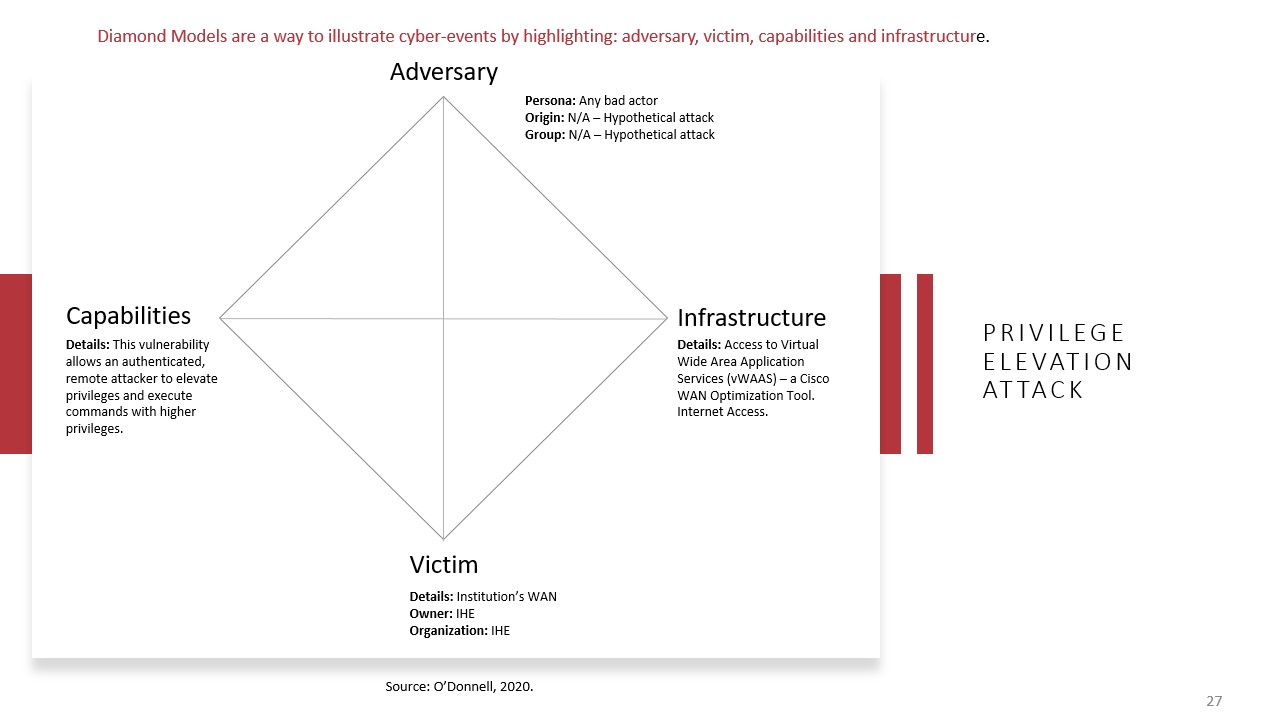 Diamond Models are a way to illustrate cyber-events by highlighting: adversary, victim, capabilities and infrastructure.
Adversary
Persona: Any bad actor
Origin: N/A – Hypothetical attack
Group: N/A – Hypothetical attack
Capabilities
Details: This vulnerability
allows an authenticated,
remote attacker to elevate
privileges and execute
commands with higher
privileges.
Infrastructure
Details: Access to Virtual
Wide Area Application
Services (vWAAS) – a Cisco
WAN Optimization Tool.
Internet Access.
PRIVILEGE
ELEVATION
ATTACK
Victim
Details: Institution’s WAN
Owner: IHE
Organization: IHE
Source: O’Donnell, 2020.
27